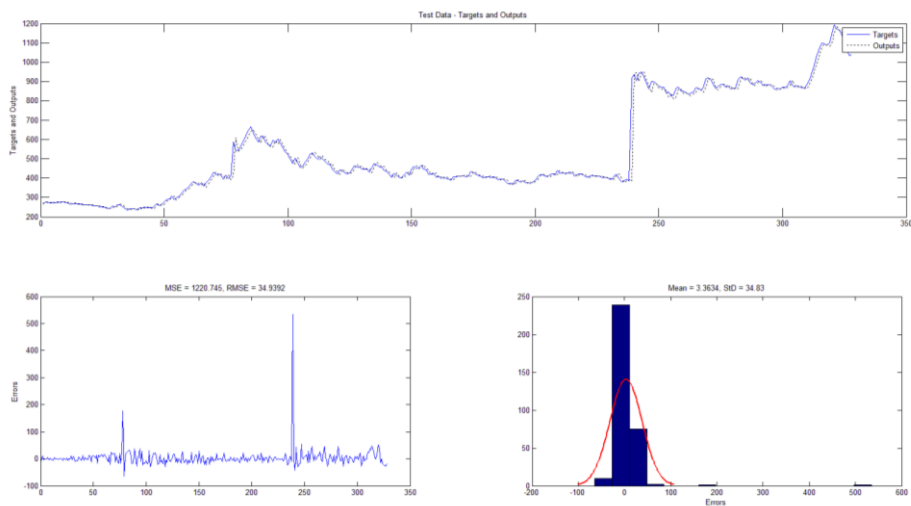 Test Data - Targets and Outputs
Targets and Outputs
1200
1100
1000
900
800
700
600
500
400
300
200
0 50 100 150 200 250 300 350
Targets
Outputs
MSE = 1220.745, RMSE = 34.9392
Errors
600
500
400
300
200
100
0
-100
0 50 100 150 200 250 300 350
Mean = 3.3634, StD = 34.83
250
200
150
100
50
0
-200 -100 0 100 200 300 400 500 600
Errors